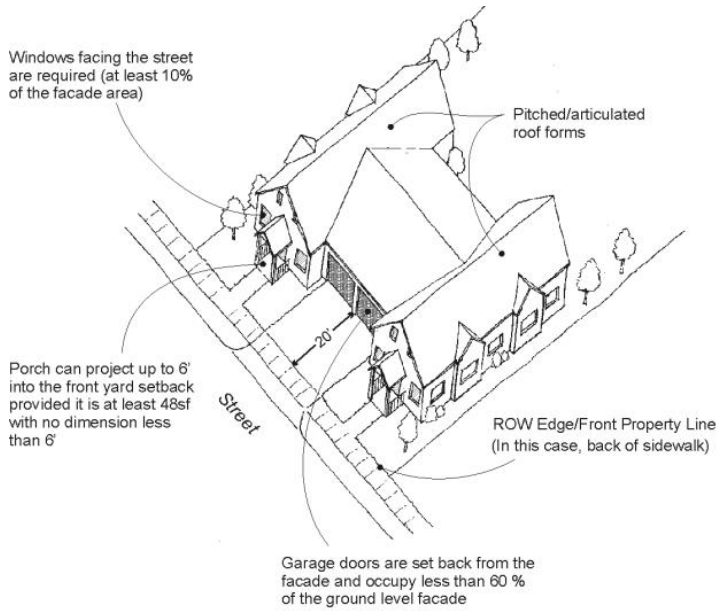 Windows facing the street
are required (at least 10%
of the facade area)
Pitched/articulated
roof forms
20'
Porch can project up to 6'
into the front yard setback
provided it is at least 48sf
with no dimension less
than 6'
Street
ROW Edge/Front Property Line
(In this case, back of sidewalk)
Garage doors are set back from the
facade and occupy less than 60 %
of the ground level facade